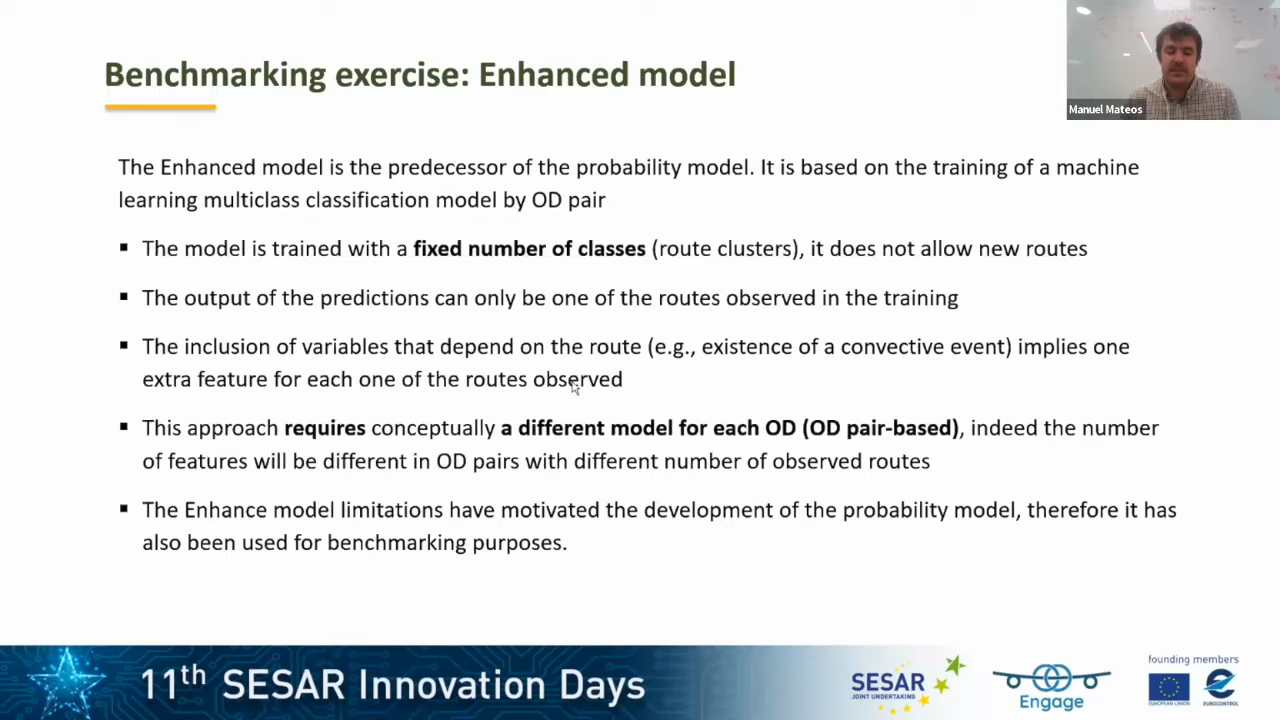 Benchmarking exercise: Enhanced model
Manuel Mateos
The Enhanced model is the predecessor of the probability model. It is based on the training of a machine
learning multiclass classification model by OD pair
▪ The model is trained with a fixed number of classes (route clusters), it does not allow new routes
▪ The output of the predictions can only be one of the routes observed in the training
▪ The inclusion of variables that depend on the route (e.g., existence of a convective event) implies one
extra feature for each one of the routes observed
▪ This approach requires conceptually a different model for each OD (OD pair-based), indeed the number
of features will be different in OD pairs with different number of observed routes
▪ The Enhance model limitations have motivated the development of the probability model, therefore it has
also been used for benchmarking purposes.
11th SESAR Innovation Days
SESAR
JOINT UNDERTAKING
Engage
founding members
EUROPEAN UNION
EUROCONTROL